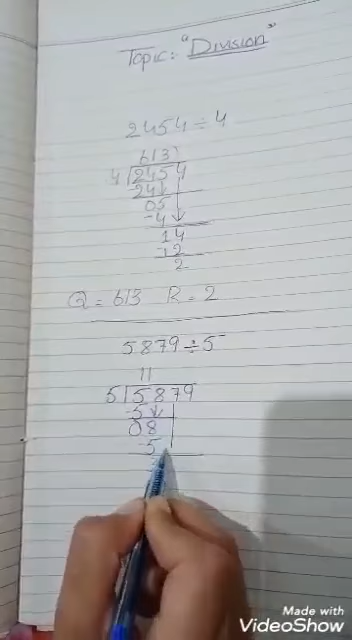 Topic:- "Division"
2454 ÷ 4
613
4 2454
24
05
-4
14
-12
2
Q = 613 R = 2
5879 ÷ 5
11
5 5879
-5
08
-5
Made with
VideoShow